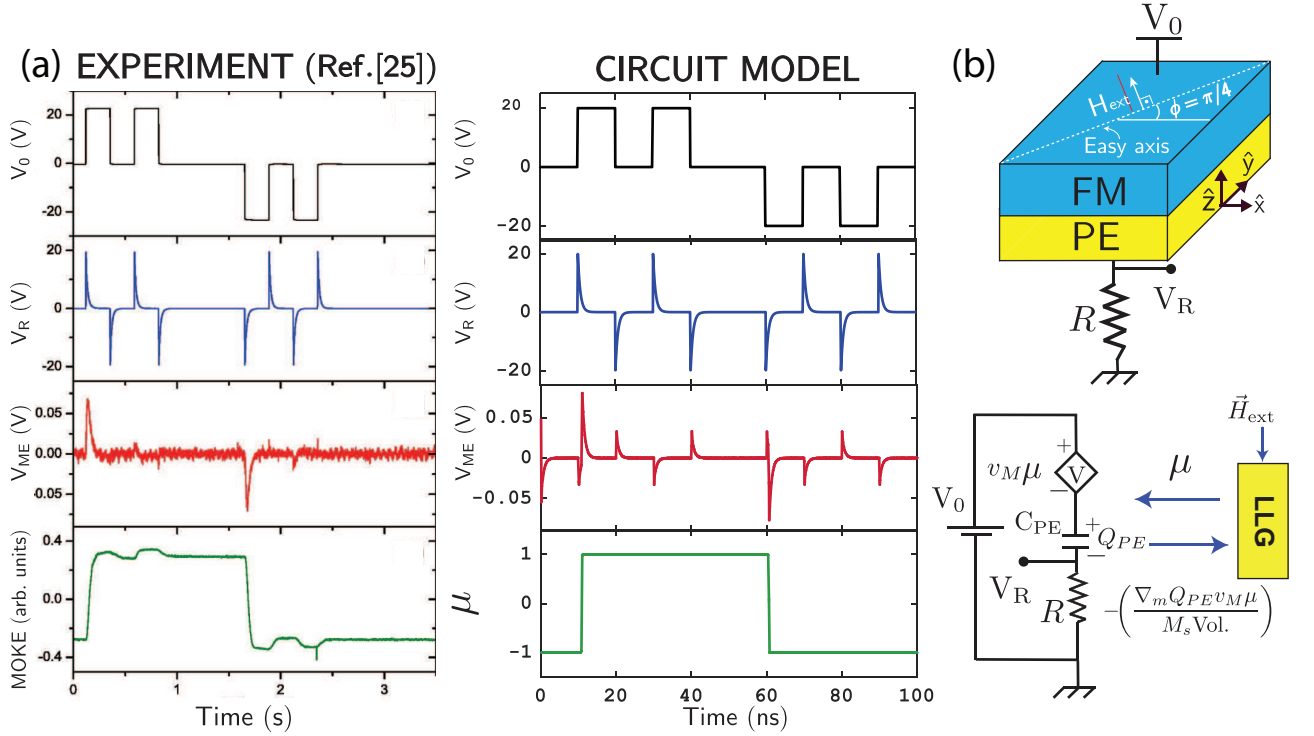 (a) EXPERIMENT (Ref.[25])
V0 (V)
20
0
-20
VR (V)
20
0
-20
VME (V)
0.05
0.00
0.05
MOKE (arb. units)
0.4
0.0
-0.4
0 1 2 3
Time (s)
CIRCUIT MODEL
V0 (V)
20
0
-20
VR (V)
20
0
-20
VME (V)
0.05
0
-0.05
μ
1
0
-1
0 20 40 60 80 100
Time (ns)
(b)
V0
Hext
ϕ = π/4
Easy axis
FM
PE
ẑ ŷ x̂
VR
R
V0
+
vMμ
V
−
CPE
+
QPE
−
VR
R
μ
H⃗ext
LLG
−(∇m QPE vM μ / Ms Vol.)